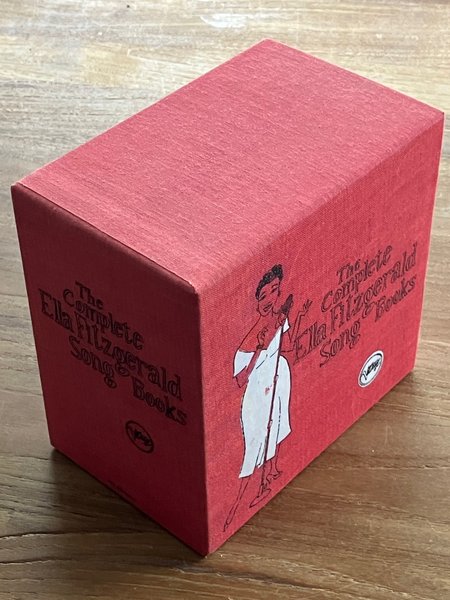 The
Complete
Ella Fitzgerald
Song Books
Verve
The
Complete
Ella Fitzgerald
Song Books
Verve